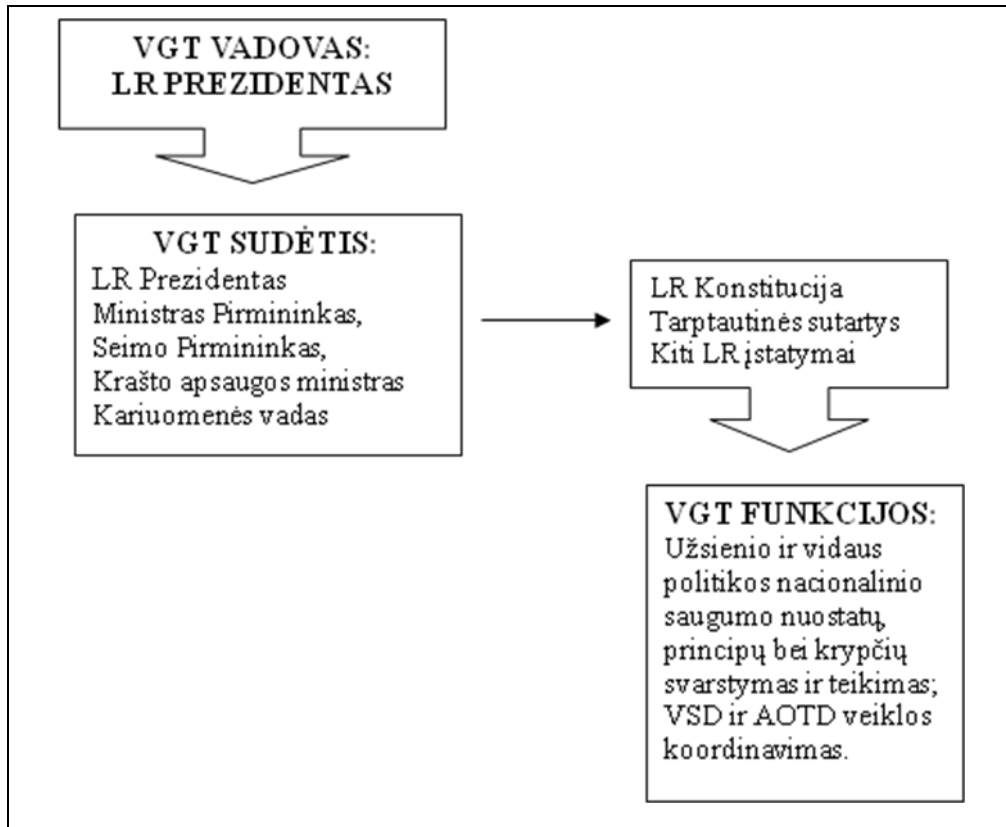 VGT VADOVAS:
LR PREZIDENTAS
VGT SUDĖTIS:
LR Prezidentas
Ministras Pirmininkas,
Seimo Pirmininkas,
Krašto apsaugos ministras
Kariuomenės vadas
LR Konstitucija
Tarptautinės sutartys
Kiti LR įstatymai
VGT FUNKCIJOS:
Užsienio ir vidaus
politikos nacionalinio
saugumo nuostatų,
principų bei krypčių
svarstymas ir teikimas;
VSD ir AOTD veiklos
koordinavimas.